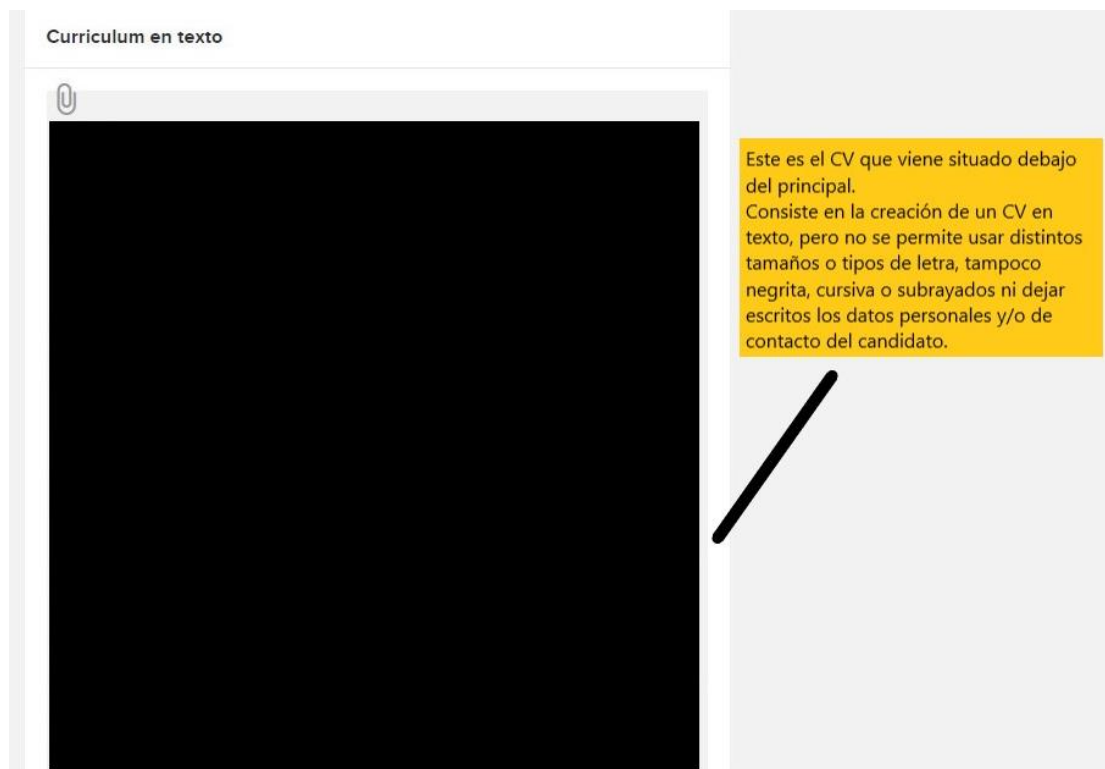 Curriculum en texto
Este es el CV que viene situado debajo
del principal.
Consiste en la creación de un CV en
texto, pero no se permite usar distintos
tamaños o tipos de letra, tampoco
negrita, cursiva o subrayados ni dejar
escritos los datos personales y/o de
contacto del candidato.